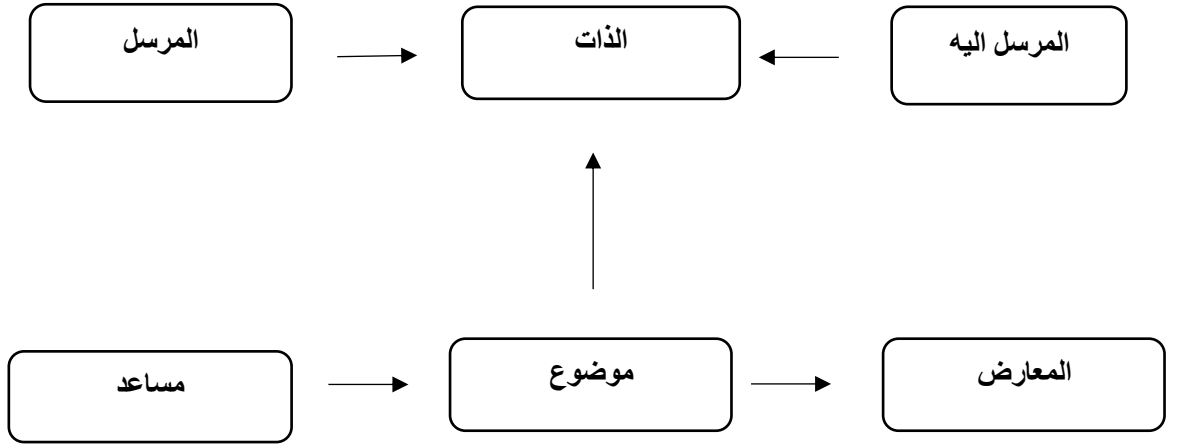 المرسل اليه
الذات
المرسل
المعارض
موضوع
مساعد